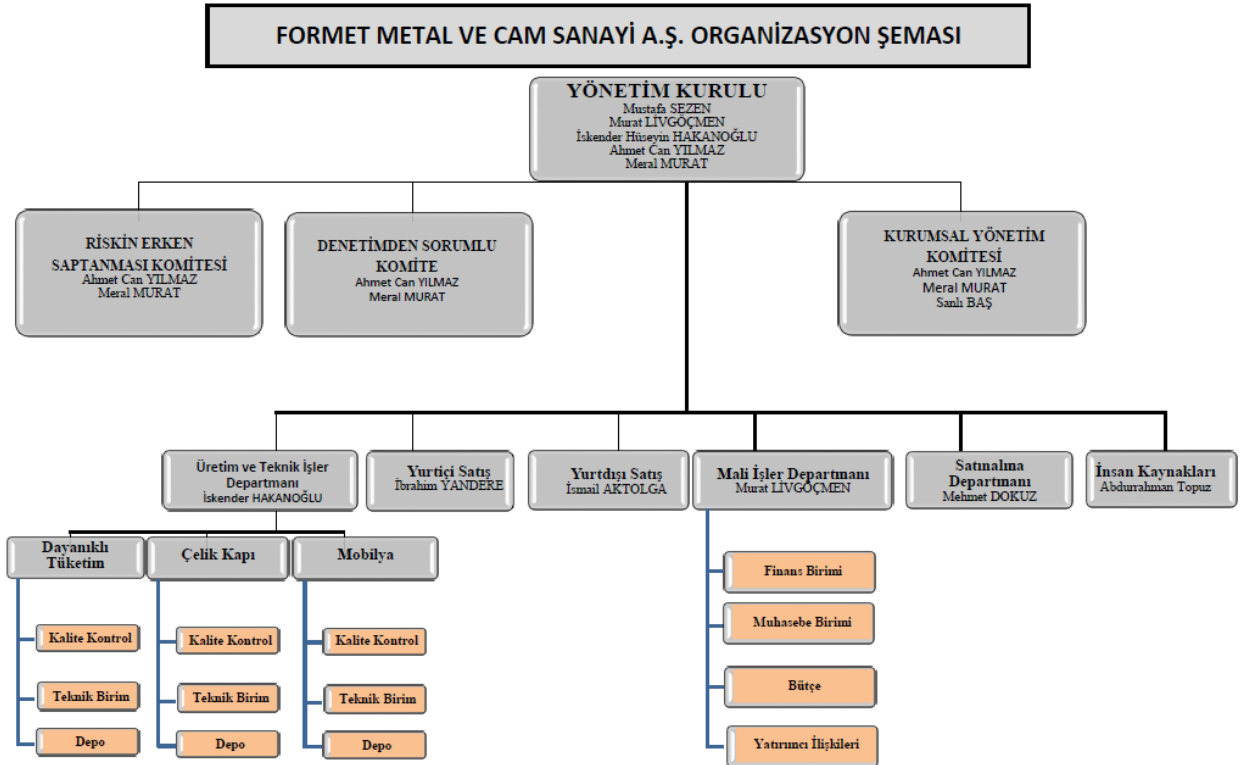 FORMET METAL VE CAM SANAYİ A.Ş. ORGANİZASYON ŞEMASI
YÖNETİM KURULU
Mustafa SEZEN
Murat LİVGÖÇMEN
İskender Hüseyin HAKANOĞLU
Ahmet Can YILMAZ
Meral MURAT
RİSKİN ERKEN
SAPTANMASI KOMİTESİ
Ahmet Can YILMAZ
Meral MURAT
DENETİMDEN SORUMLU
KOMİTE
Ahmet Can YILMAZ
Meral MURAT
KURUMSAL YÖNETİM
KOMİTESİ
Ahmet Can YILMAZ
Meral MURAT
Sanlı BAŞ
Üretim ve Teknik İşler
Departmanı
İskender HAKANOĞLU
Yurtiçi Satış
İbrahim YANDERE
Yurtdışı Satış
İsmail AKTOLGA
Mali İşler Departmanı
Murat LİVGÖÇMEN
Satınalma
Departmanı
Mehmet DOKUZ
İnsan Kaynakları
Abdurrahman Topuz
Dayanıklı
Tüketim
Çelik Kapı
Mobilya
Kalite Kontrol
Teknik Birim
Depo
Kalite Kontrol
Teknik Birim
Depo
Kalite Kontrol
Teknik Birim
Depo
Finans Birimi
Muhasebe Birimi
Bütçe
Yatırımcı İlişkileri